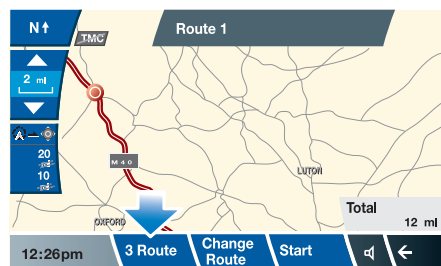 N
TMC
Route 1
2 mi
A
20
10
M 40
LUTON
OXFORD
Total
12 mi
12:26pm
3 Route
Change
Route
Start